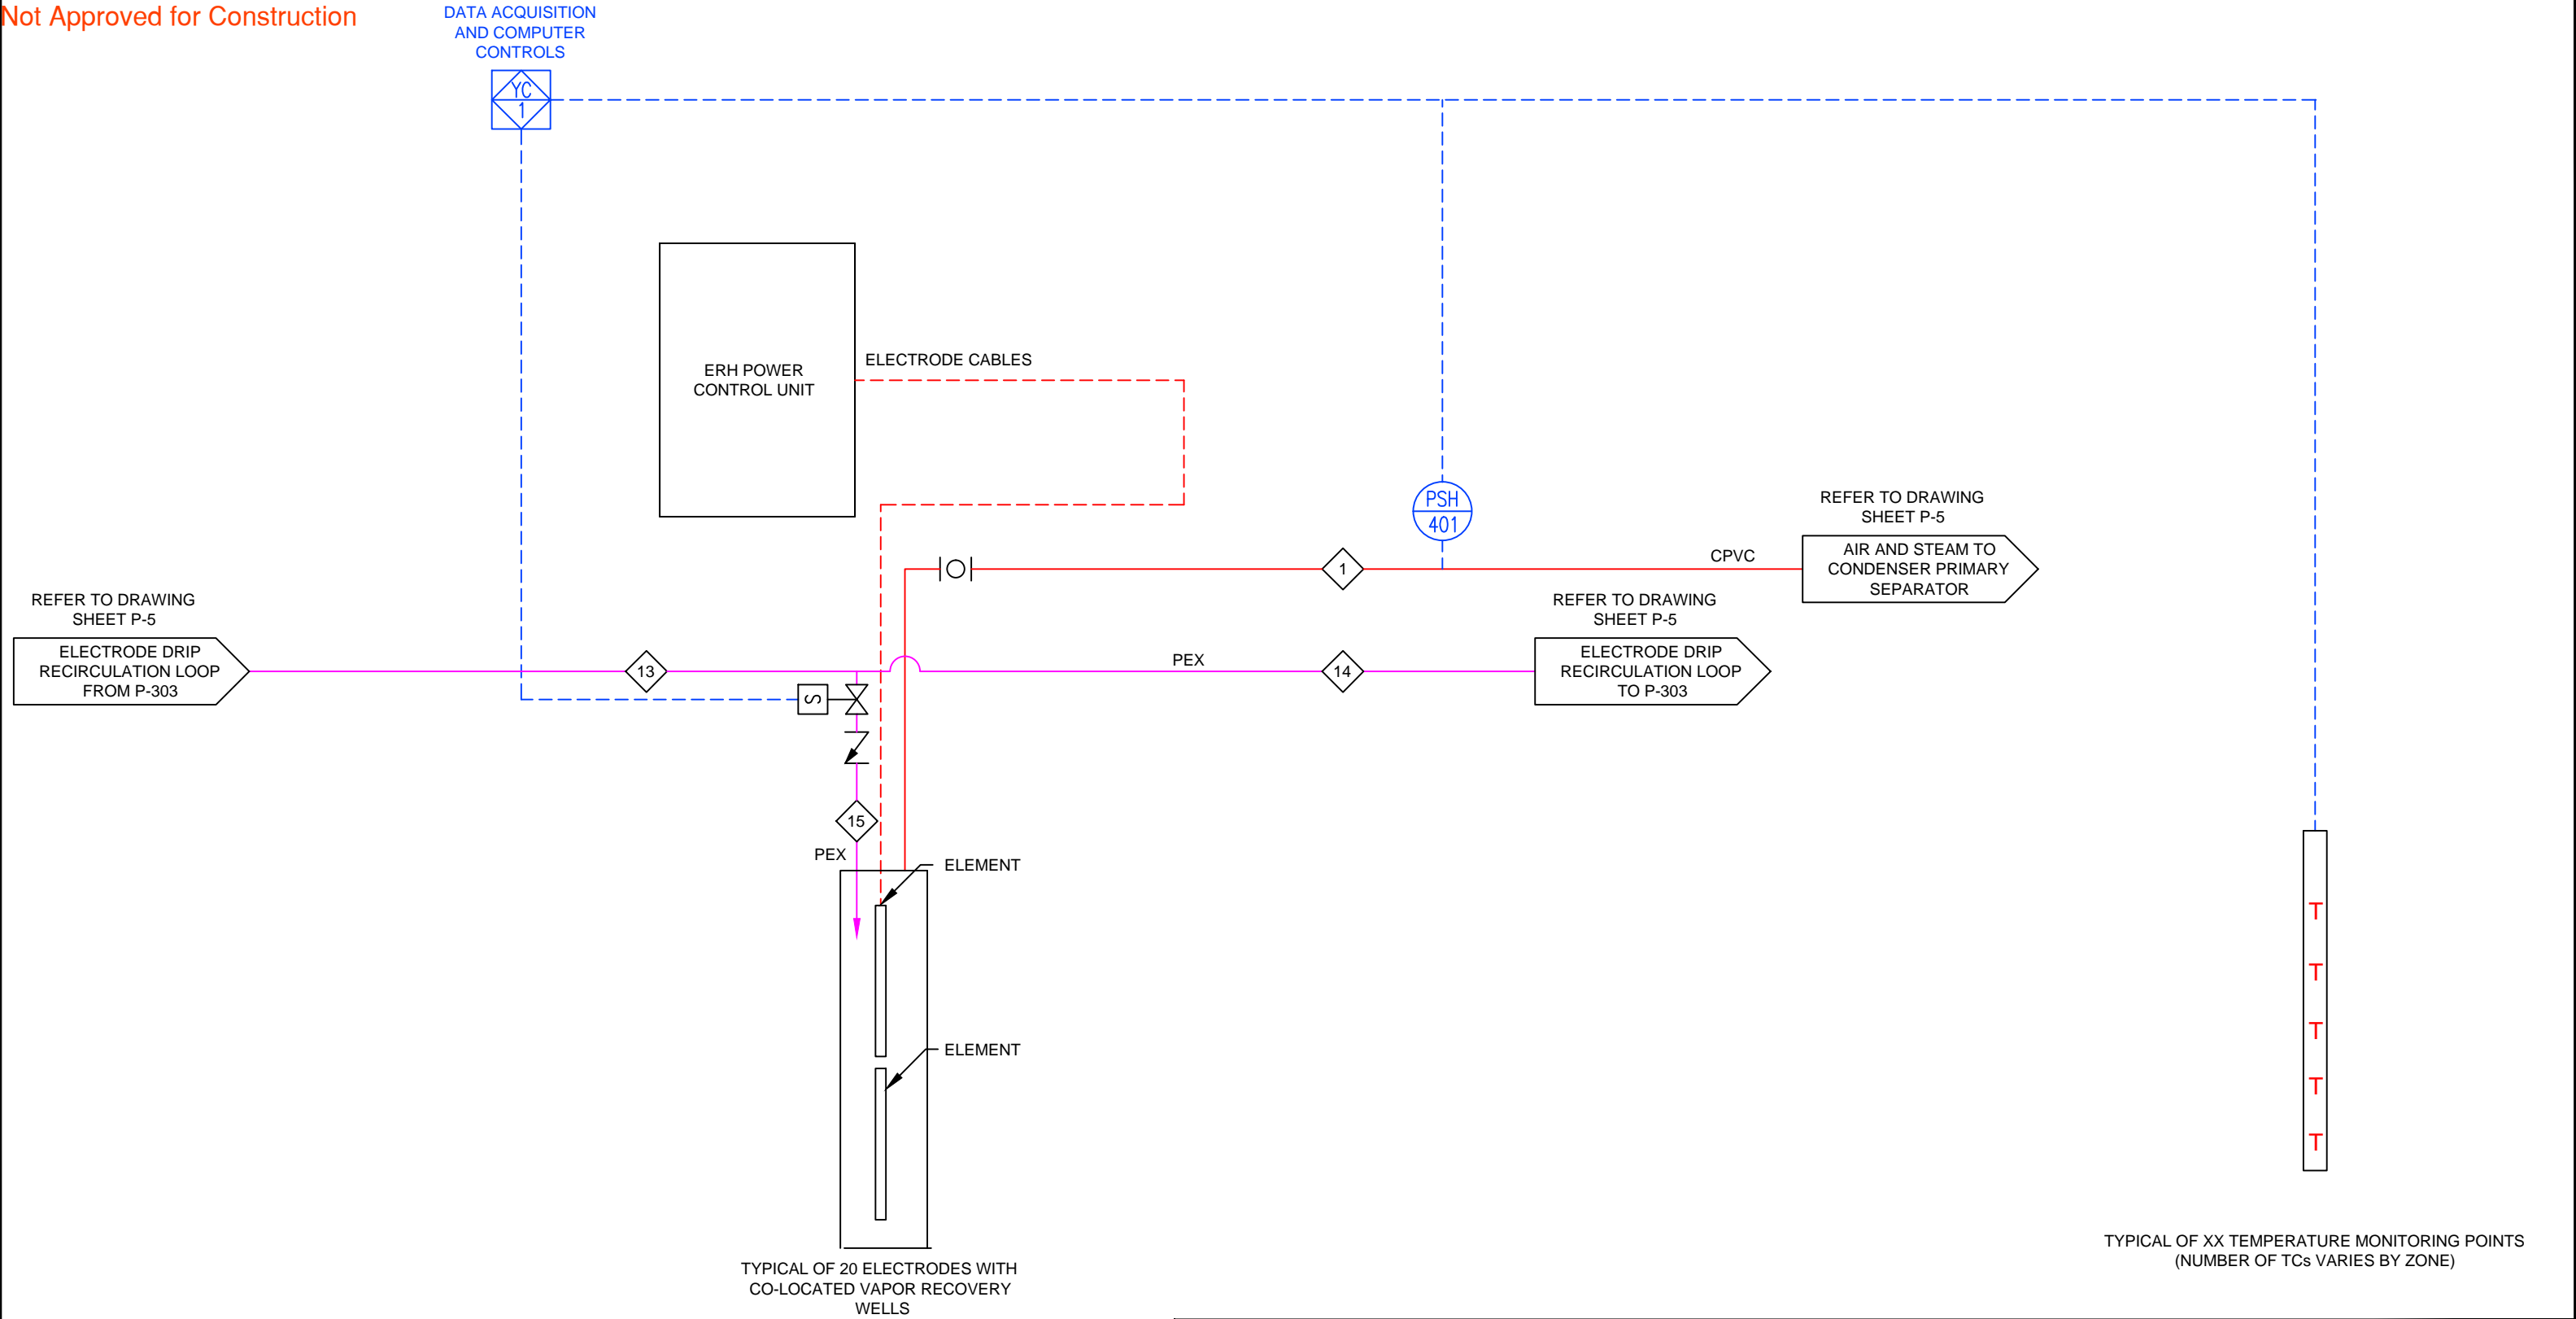 Not Approved for Construction
DATA ACQUISITION
AND COMPUTER
CONTROLS
YC
1
ERH POWER
CONTROL UNIT
ELECTRODE CABLES
PSH
401
REFER TO DRAWING
SHEET P-5
AIR AND STEAM TO
CONDENSER PRIMARY
SEPARATOR
CPVC
1
REFER TO DRAWING
SHEET P-5
ELECTRODE DRIP
RECIRCULATION LOOP
FROM P-303
13
PEX
14
REFER TO DRAWING
SHEET P-5
ELECTRODE DRIP
RECIRCULATION LOOP
TO P-303
S
15
PEX
ELEMENT
ELEMENT
T
T
T
T
T
TYPICAL OF 20 ELECTRODES WITH
CO-LOCATED VAPOR RECOVERY
WELLS
TYPICAL OF XX TEMPERATURE MONITORING POINTS
(NUMBER OF TCs VARIES BY ZONE)